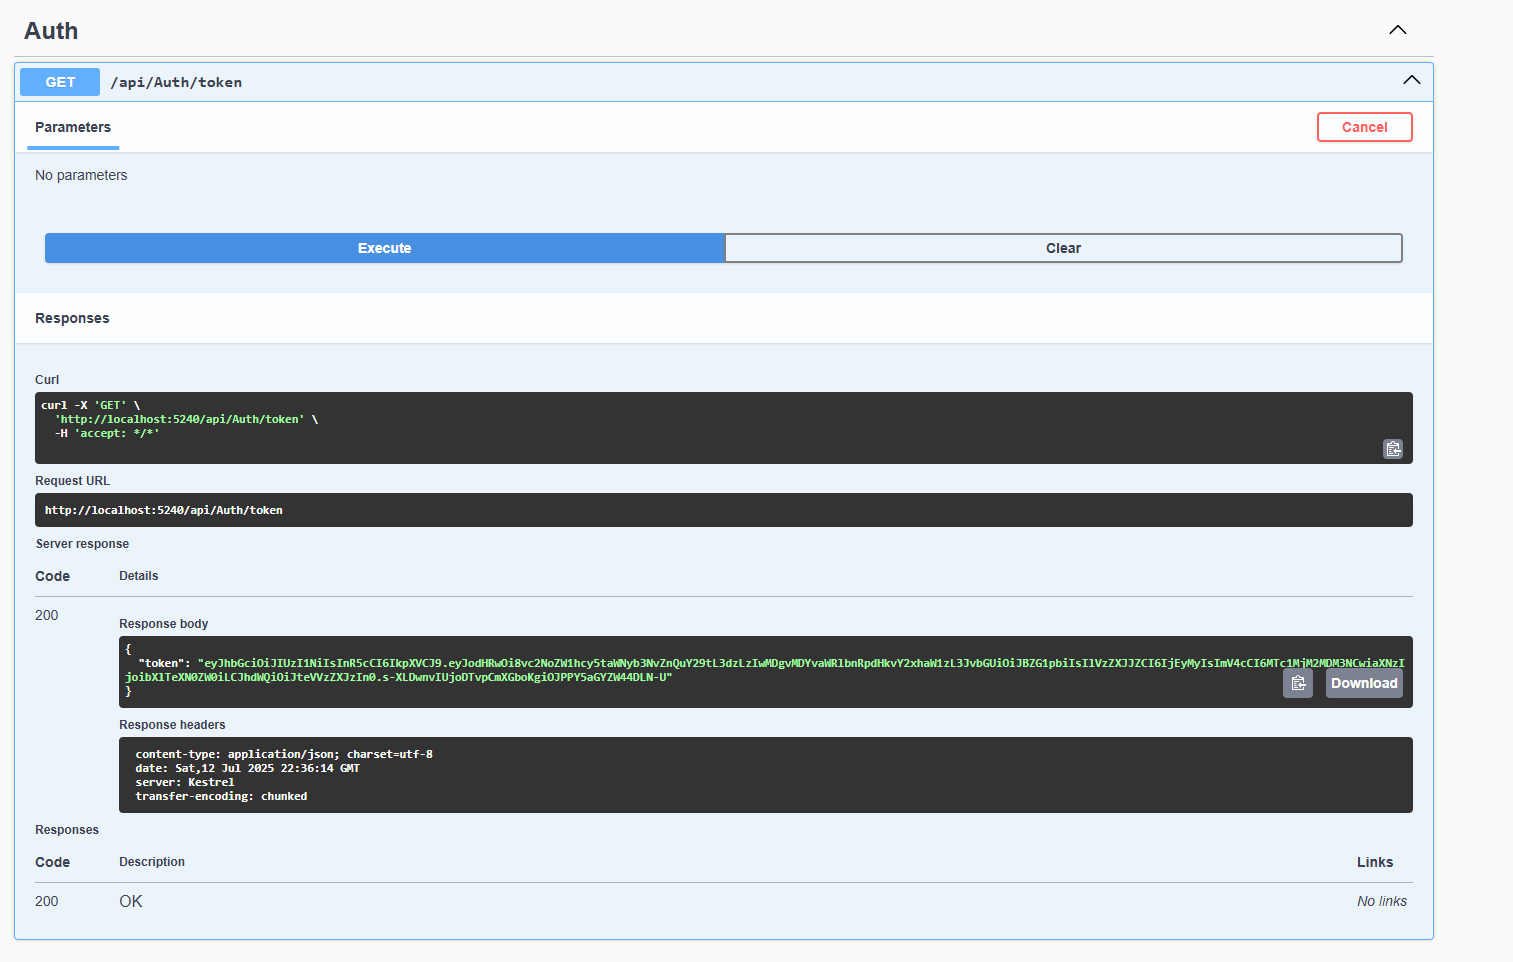 Auth
GET /api/Auth/token
Parameters
Cancel
No parameters
Execute
Clear
Responses
Curl
curl -X 'GET' \
'http://localhost:5240/api/Auth/token' \
-H 'accept: */*'
Request URL
http://localhost:5240/api/Auth/token
Server response
Code Details
200
Response body
{
"token": "eyJhbGciOiJIUzI1NiIsInR5cCI6IkpXVCJ9.eyJodHRwOi8vc2NoZW1hcy5taWNyb3NvZnQuY29tL3dzLzIwMDgvMDYvaWRlbnRpdHkvY2xhaW1zL3JvbGUiOiJBZG1pbiIsIlVzZXJJZCI6IjEyMyIsImV4cCI6MTc1MjM2MDM3NCwiaXNzI
joibXlTeXN0ZW0iLCJhdWQiOiJteVVzZXJzIn0.s-XLDwnvIUjoDTvpCmXGboKgiOJPPY5aGYZW44DLN-U"
}
Download
Response headers
content-type: application/json; charset=utf-8
date: Sat,12 Jul 2025 22:36:14 GMT
server: Kestrel
transfer-encoding: chunked
Responses
Code Description Links
200 OK No links